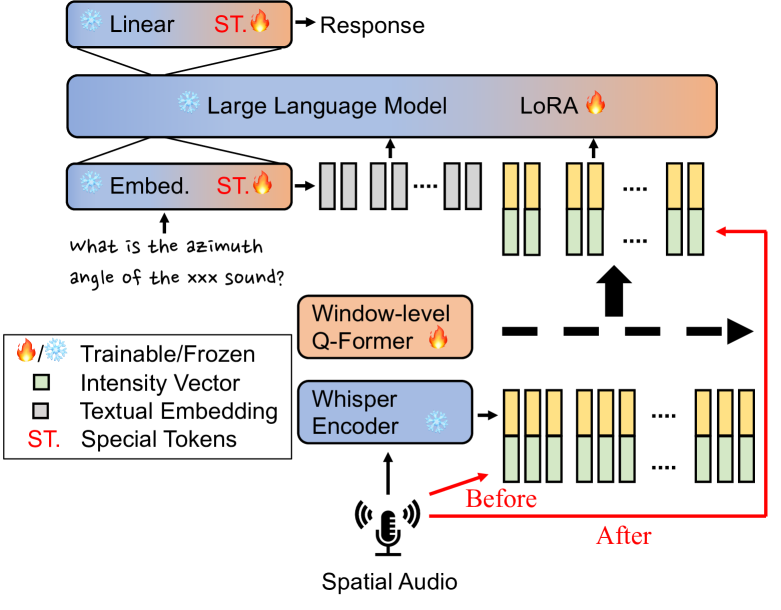 Linear ST. Response
Large Language Model LoRA
Embed. ST. .... ....
What is the azimuth ....
angle of the xxx sound?
Window-level
Q-Former
/ Trainable/Frozen
Intensity Vector
Textual Embedding
ST. Special Tokens
Whisper
Encoder
....
....
Before
After
Spatial Audio